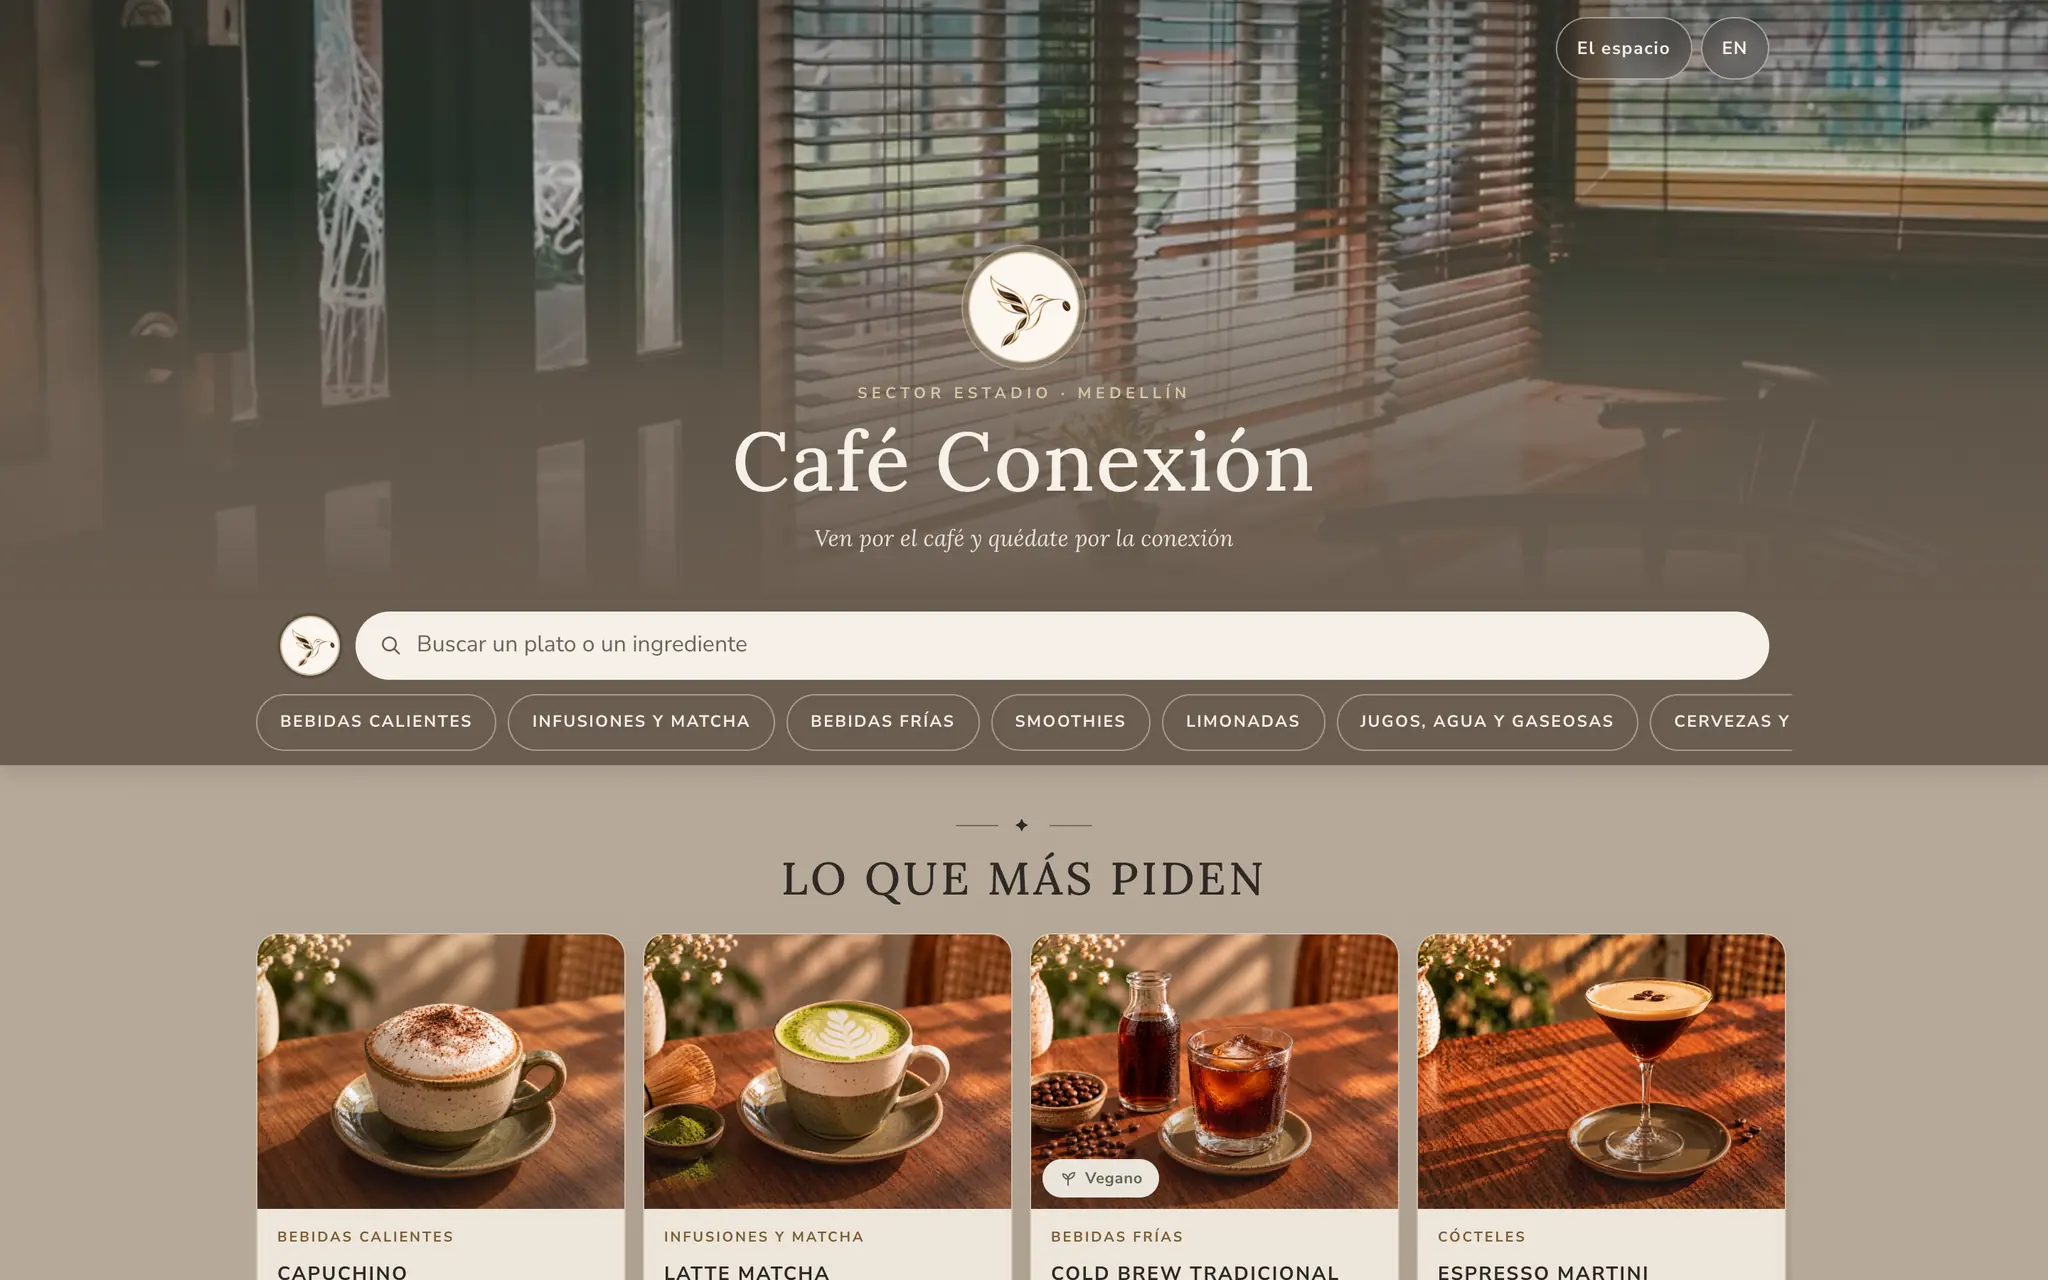 El espacio
EN
SECTOR ESTADIO · MEDELLÍN
Café Conexión
Ven por el café y quédate por la conexión
Buscar un plato o un ingrediente
BEBIDAS CALIENTES
INFUSIONES Y MATCHA
BEBIDAS FRÍAS
SMOOTHIES
LIMONADAS
JUGOS, AGUA Y GASEOSAS
CERVEZAS Y
LO QUE MÁS PIDEN
Vegano
BEBIDAS CALIENTES
CAPUCHINO
INFUSIONES Y MATCHA
LATTE MATCHA
BEBIDAS FRÍAS
COLD BREW TRADICIONAL
CÓCTELES
ESPRESSO MARTINI